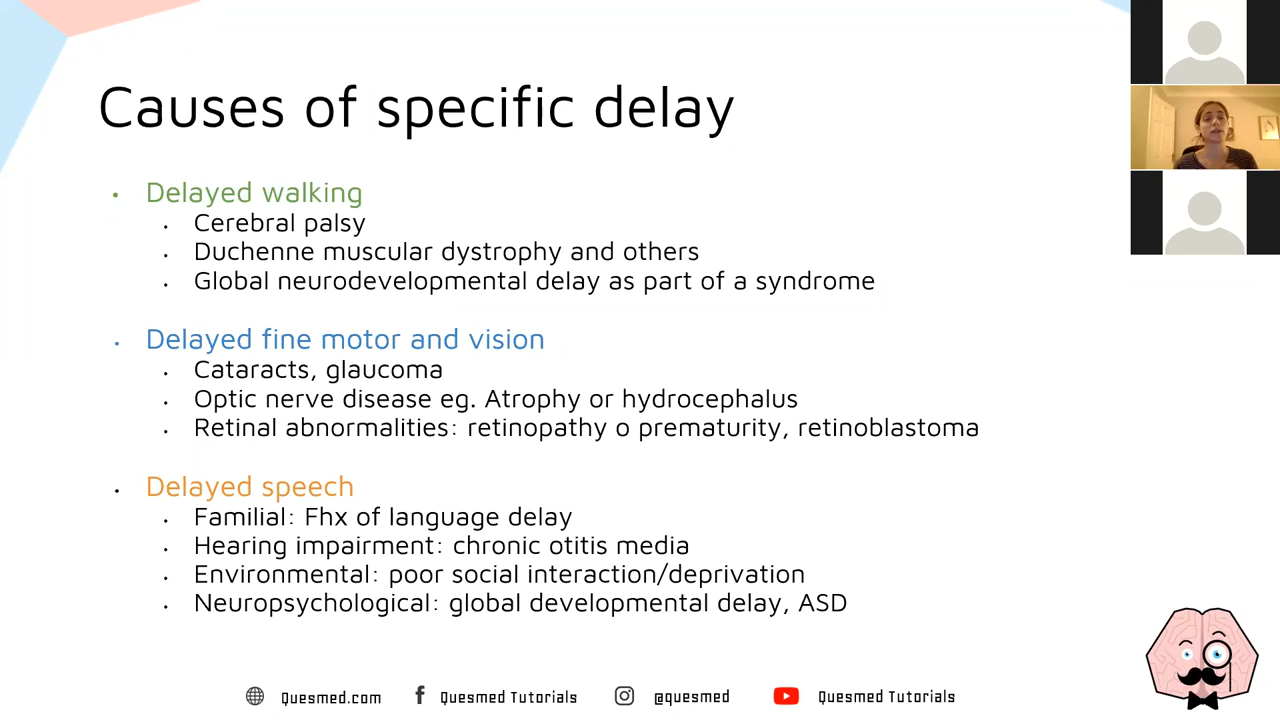 Causes of specific delay
• Delayed walking
• Cerebral palsy
• Duchenne muscular dystrophy and others
• Global neurodevelopmental delay as part of a syndrome
• Delayed fine motor and vision
• Cataracts, glaucoma
• Optic nerve disease eg. Atrophy or hydrocephalus
• Retinal abnormalities: retinopathy o prematurity, retinoblastoma
• Delayed speech
• Familial: Fhx of language delay
• Hearing impairment: chronic otitis media
• Environmental: poor social interaction/deprivation
• Neuropsychological: global developmental delay, ASD
Quesmed.com Quesmed Tutorials @quesmed Quesmed Tutorials